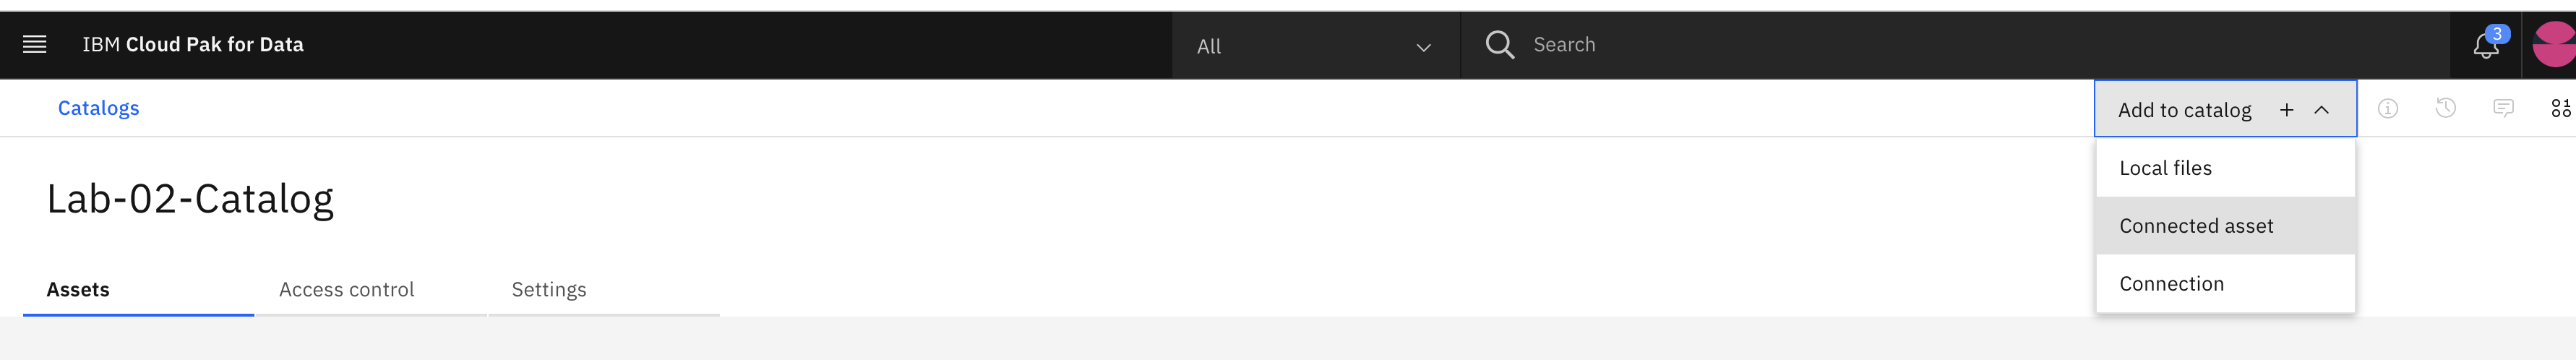 IBM Cloud Pak for Data
All
Search
3
Catalogs
Add to catalog
Local files
Connected asset
Connection
Lab-02-Catalog
Assets
Access control
Settings